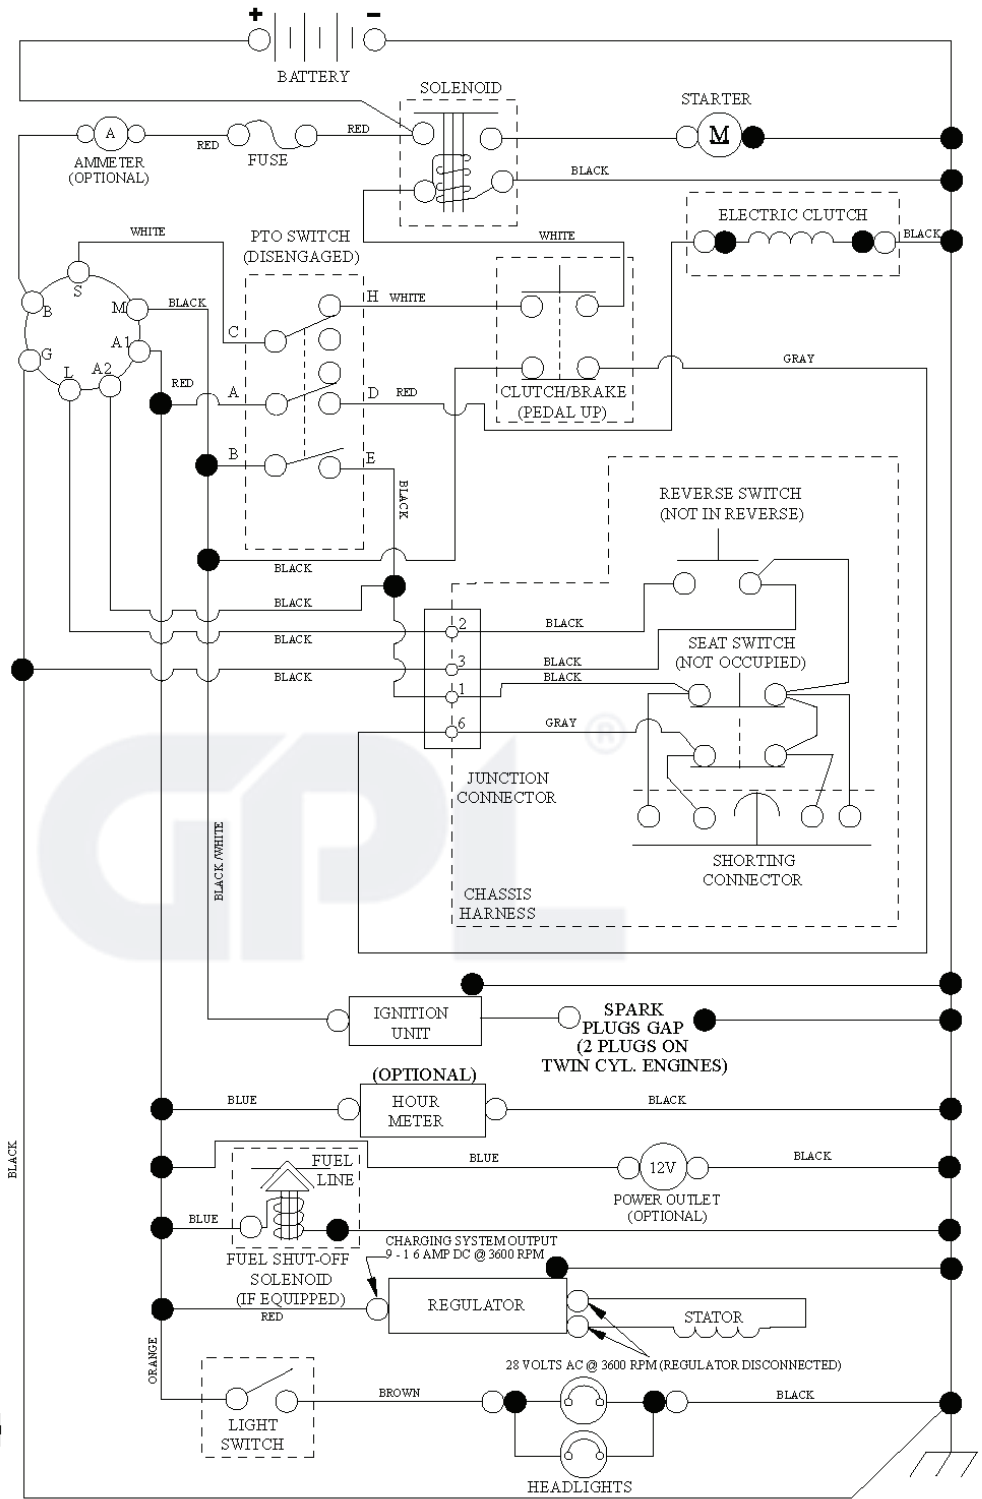 + −
BATTERY
SOLENOID
STARTER
A
RED
FUSE
RED
M
AMMETER
(OPTIONAL)
BLACK
WHITE
PTO SWITCH
(DISENGAGED)
WHITE
ELECTRIC CLUTCH
BLACK
S
B
M
BLACK
H
WHITE
C
A1
G
L
A2
RED
A
D
RED
GRAY
CLUTCH/BRAKE
(PEDAL UP)
B
E
BLACK
REVERSE SWITCH
(NOT IN REVERSE)
BLACK
BLACK
BLACK
2
BLACK
SEAT SWITCH
(NOT OCCUPIED)
3
BLACK
BLACK
BLACK
1
6
GRAY
®
GPL
JUNCTION
CONNECTOR
BLACK /WHITE
SHORTING
CONNECTOR
CHASSIS
HARNESS
IGNITION
UNIT
SPARK
PLUGS GAP
(2 PLUGS ON
TWIN CYL. ENGINES)
(OPTIONAL)
HOUR
METER
BLUE
BLACK
BLACK
BLUE
12V
BLACK
POWER OUTLET
(OPTIONAL)
FUEL
LINE
BLUE
FUEL SHUT-OFF
SOLENOID
(IF EQUIPPED)
CHARGING SYSTEM OUTPUT
9 - 1 6 AMP DC @ 3600 RPM
RED
REGULATOR
STATOR
28 VOLTS AC @ 3600 RPM (REGULATOR DISCONNECTED)
ORANGE
BROWN
BLACK
LIGHT
SWITCH
HEADLIGHTS